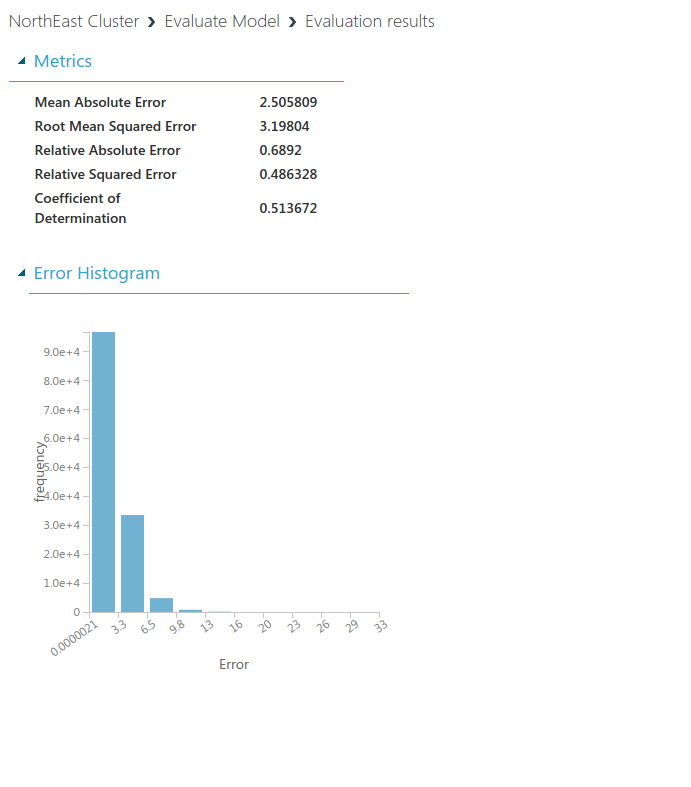 NorthEast Cluster ❯ Evaluate Model ❯ Evaluation results
Metrics
Mean Absolute Error 2.505809
Root Mean Squared Error 3.19804
Relative Absolute Error 0.6892
Relative Squared Error 0.486328
Coefficient of
Determination 0.513672
Error Histogram
9.0e+4
8.0e+4
7.0e+4
6.0e+4
5.0e+4
4.0e+4
3.0e+4
2.0e+4
1.0e+4
0
frequency
0.0000021 3.3 6.5 9.8 13 16 20 23 26 29 33
Error